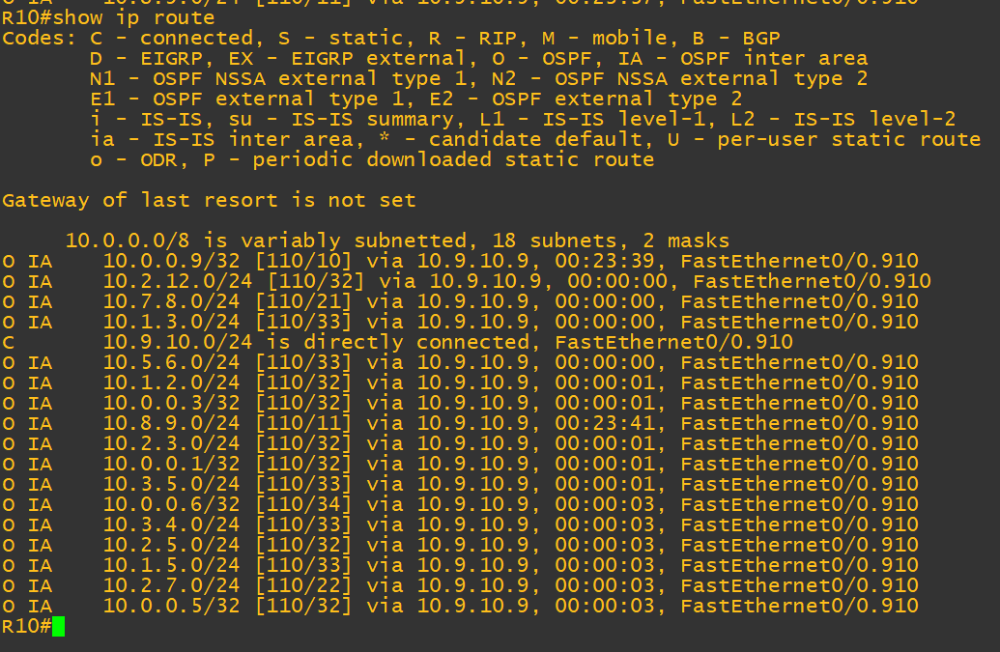 O IA    10.8.9.0/24 [110/11] via 10.9.10.9, 00:23:37, FastEthernet0/0.910
R10#show ip route
Codes: C - connected, S - static, R - RIP, M - mobile, B - BGP
       D - EIGRP, EX - EIGRP external, O - OSPF, IA - OSPF inter area
       N1 - OSPF NSSA external type 1, N2 - OSPF NSSA external type 2
       E1 - OSPF external type 1, E2 - OSPF external type 2
       i - IS-IS, su - IS-IS summary, L1 - IS-IS level-1, L2 - IS-IS level-2
       ia - IS-IS inter area, * - candidate default, U - per-user static route
       o - ODR, P - periodic downloaded static route
Gateway of last resort is not set
     10.0.0.0/8 is variably subnetted, 18 subnets, 2 masks
O IA    10.0.0.9/32 [110/10] via 10.9.10.9, 00:23:39, FastEthernet0/0.910
O IA    10.2.12.0/24 [110/32] via 10.9.10.9, 00:00:00, FastEthernet0/0.910
O IA    10.7.8.0/24 [110/21] via 10.9.10.9, 00:00:00, FastEthernet0/0.910
O IA    10.1.3.0/24 [110/33] via 10.9.10.9, 00:00:00, FastEthernet0/0.910
C       10.9.10.0/24 is directly connected, FastEthernet0/0.910
O IA    10.5.6.0/24 [110/33] via 10.9.10.9, 00:00:00, FastEthernet0/0.910
O IA    10.1.2.0/24 [110/32] via 10.9.10.9, 00:00:01, FastEthernet0/0.910
O IA    10.0.0.3/32 [110/32] via 10.9.10.9, 00:00:01, FastEthernet0/0.910
O IA    10.8.9.0/24 [110/11] via 10.9.10.9, 00:23:41, FastEthernet0/0.910
O IA    10.2.3.0/24 [110/32] via 10.9.10.9, 00:00:01, FastEthernet0/0.910
O IA    10.0.0.1/32 [110/32] via 10.9.10.9, 00:00:01, FastEthernet0/0.910
O IA    10.3.5.0/24 [110/33] via 10.9.10.9, 00:00:01, FastEthernet0/0.910
O IA    10.0.0.6/32 [110/34] via 10.9.10.9, 00:00:03, FastEthernet0/0.910
O IA    10.3.4.0/24 [110/33] via 10.9.10.9, 00:00:03, FastEthernet0/0.910
O IA    10.2.5.0/24 [110/32] via 10.9.10.9, 00:00:03, FastEthernet0/0.910
O IA    10.1.5.0/24 [110/33] via 10.9.10.9, 00:00:03, FastEthernet0/0.910
O IA    10.2.7.0/24 [110/22] via 10.9.10.9, 00:00:03, FastEthernet0/0.910
O IA    10.0.0.5/32 [110/32] via 10.9.10.9, 00:00:03, FastEthernet0/0.910
R10#